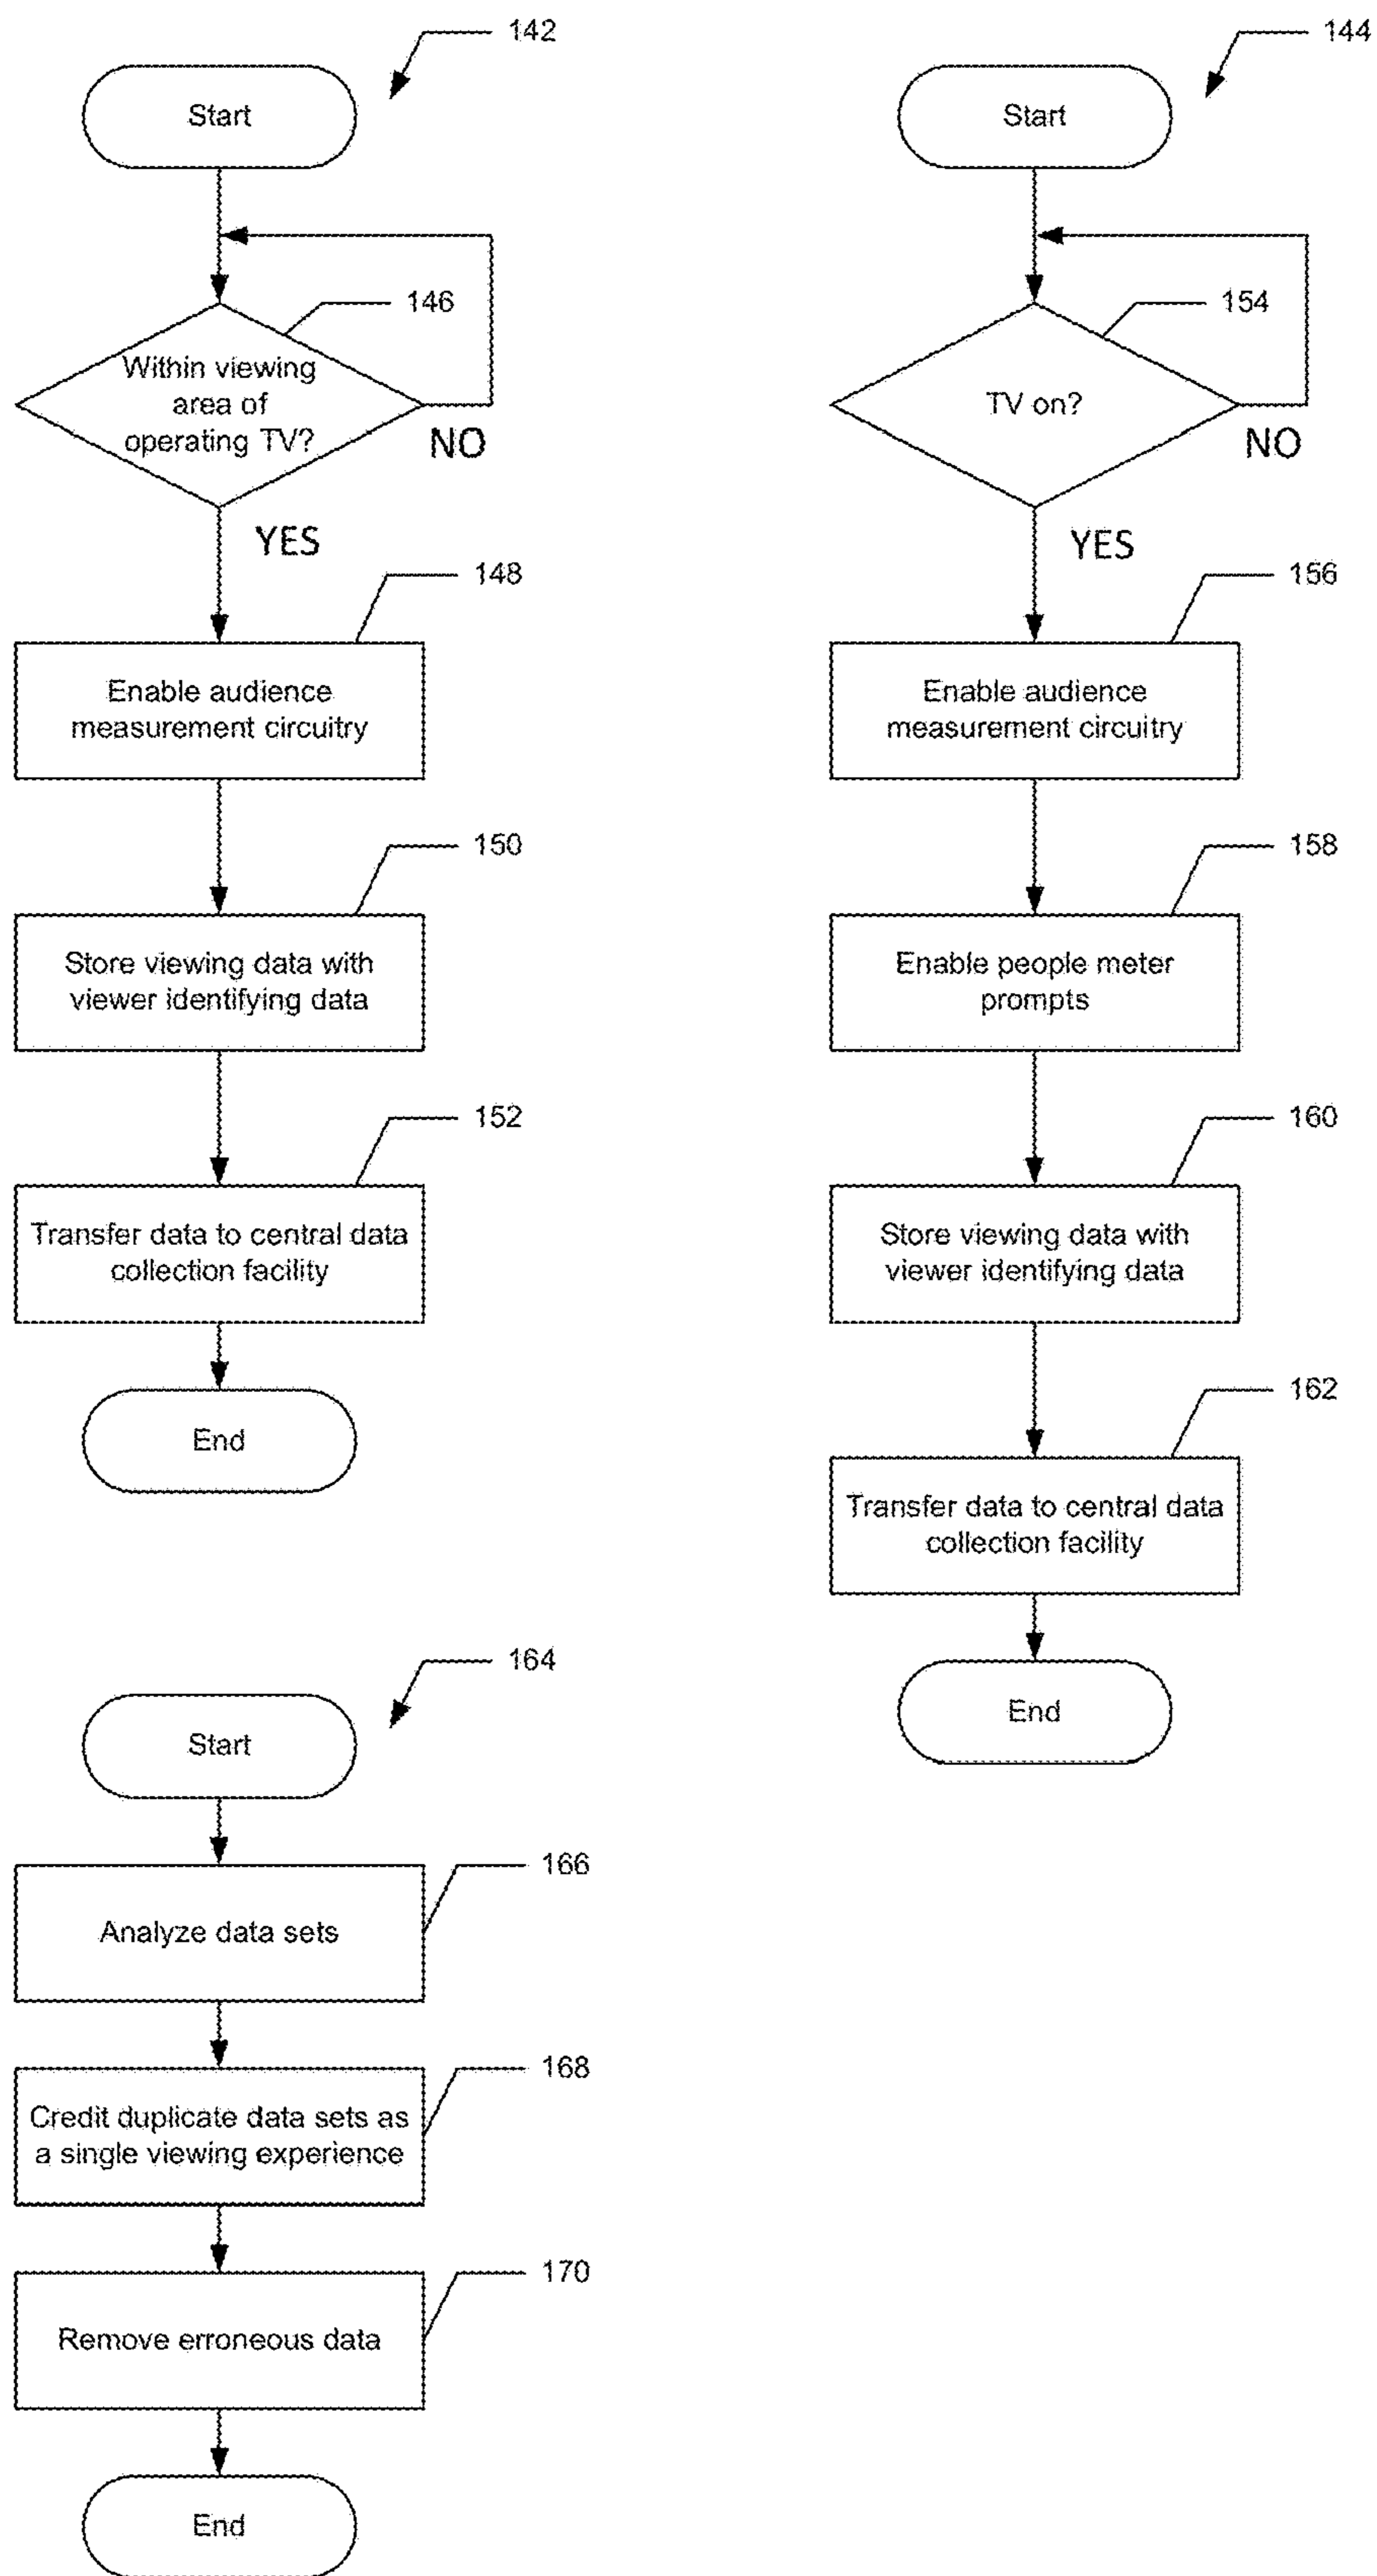 142
Start
146
Within viewing
area of
operating TV?
NO
YES
148
Enable audience
measurement circuitry
150
Store viewing data with
viewer identifying data
152
Transfer data to central data
collection facility
End
144
Start
154
TV on?
NO
YES
156
Enable audience
measurement circuitry
158
Enable people meter
prompts
160
Store viewing data with
viewer identifying data
162
Transfer data to central data
collection facility
End
164
Start
166
Analyze data sets
168
Credit duplicate data sets as
a single viewing experience
170
Remove erroneous data
End